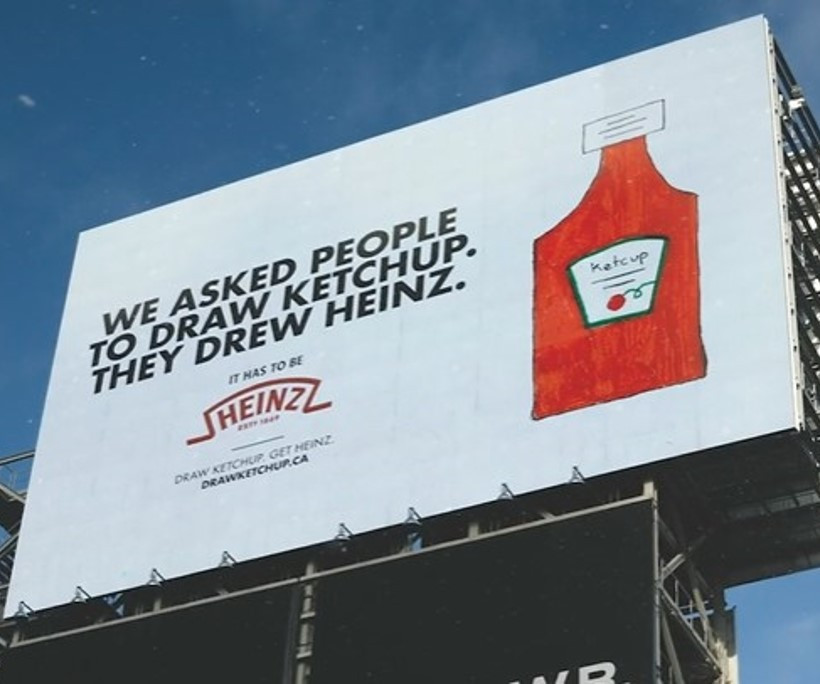 WE ASKED PEOPLE
TO DRAW KETCHUP.
THEY DREW HEINZ.
IT HAS TO BE
HEINZ
ESTD 1869
DRAW KETCHUP. GET HEINZ.
DRAWKETCHUP.CA
Ketcup